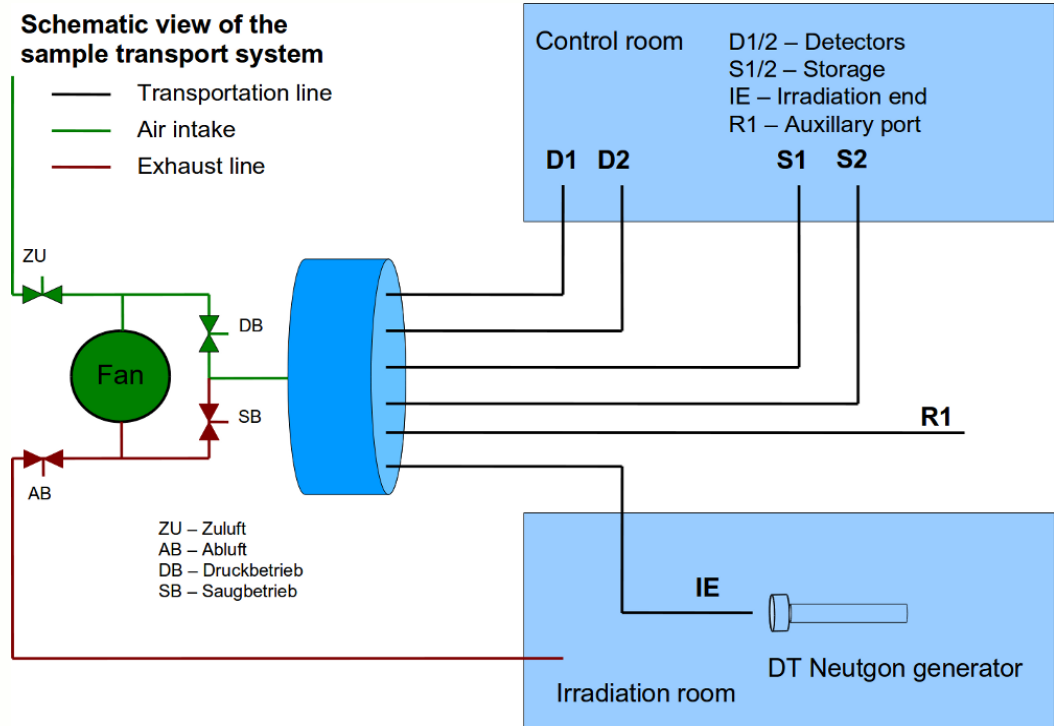 Schematic view of the
sample transport system
Transportation line
Air intake
Exhaust line
Control room
D1/2 – Detectors
S1/2 – Storage
IE – Irradiation end
R1 – Auxillary port
D1 D2 S1 S2
ZU
DB
Fan
SB
R1
AB
ZU – Zuluft
AB – Abluft
DB – Druckbetrieb
SB – Saugbetrieb
IE
DT Neutgon generator
Irradiation room